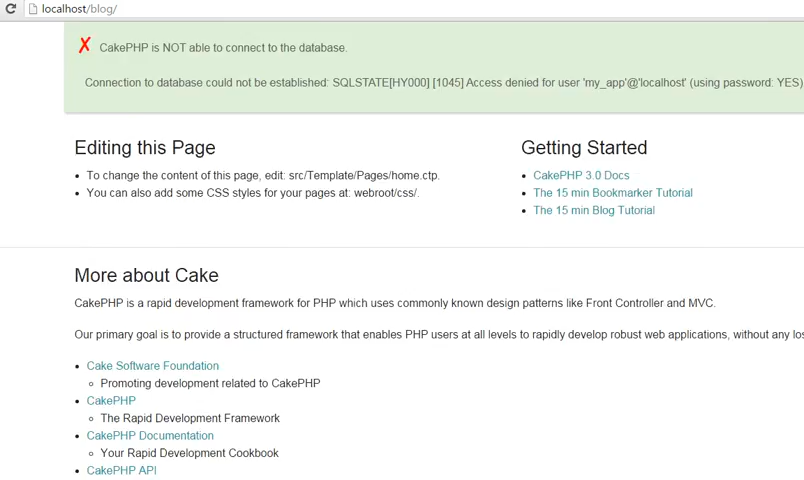 localhost/blog/
CakePHP is NOT able to connect to the database.
Connection to database could not be established: SQLSTATE[HY000] [1045] Access denied for user 'my_app'@'localhost' (using password: YES)
Editing this Page
To change the content of this page, edit: src/Template/Pages/home.ctp.
You can also add some CSS styles for your pages at: webroot/css/.
Getting Started
CakePHP 3.0 Docs
The 15 min Bookmarker Tutorial
The 15 min Blog Tutorial
More about Cake
CakePHP is a rapid development framework for PHP which uses commonly known design patterns like Front Controller and MVC.
Our primary goal is to provide a structured framework that enables PHP users at all levels to rapidly develop robust web applications, without any
Cake Software Foundation
Promoting development related to CakePHP
CakePHP
The Rapid Development Framework
CakePHP Documentation
Your Rapid Development Cookbook
CakePHP API